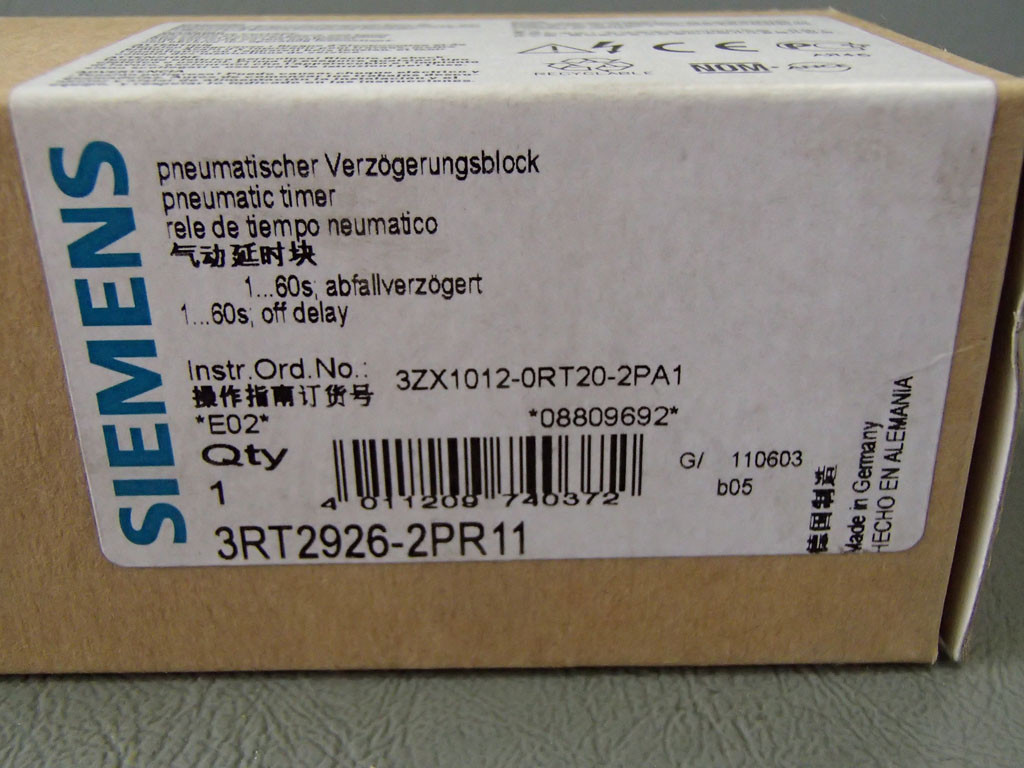 RECYCLABLE
NOM
SIEMENS
pneumatischer Verzögerungsblock
pneumatic timer
rele de tiempo neumatico
气动延时块
1...60s; abfallverzögert
1...60s; off delay
Instr.Ord.No.: 3ZX1012-0RT20-2PA1
操作指南订货号
*E02* *08809692*
Qty
1
4 011209 740372
G/ 110603
b05
3RT2926-2PR11
德国制造
Made in Germany
HECHO EN ALEMANIA